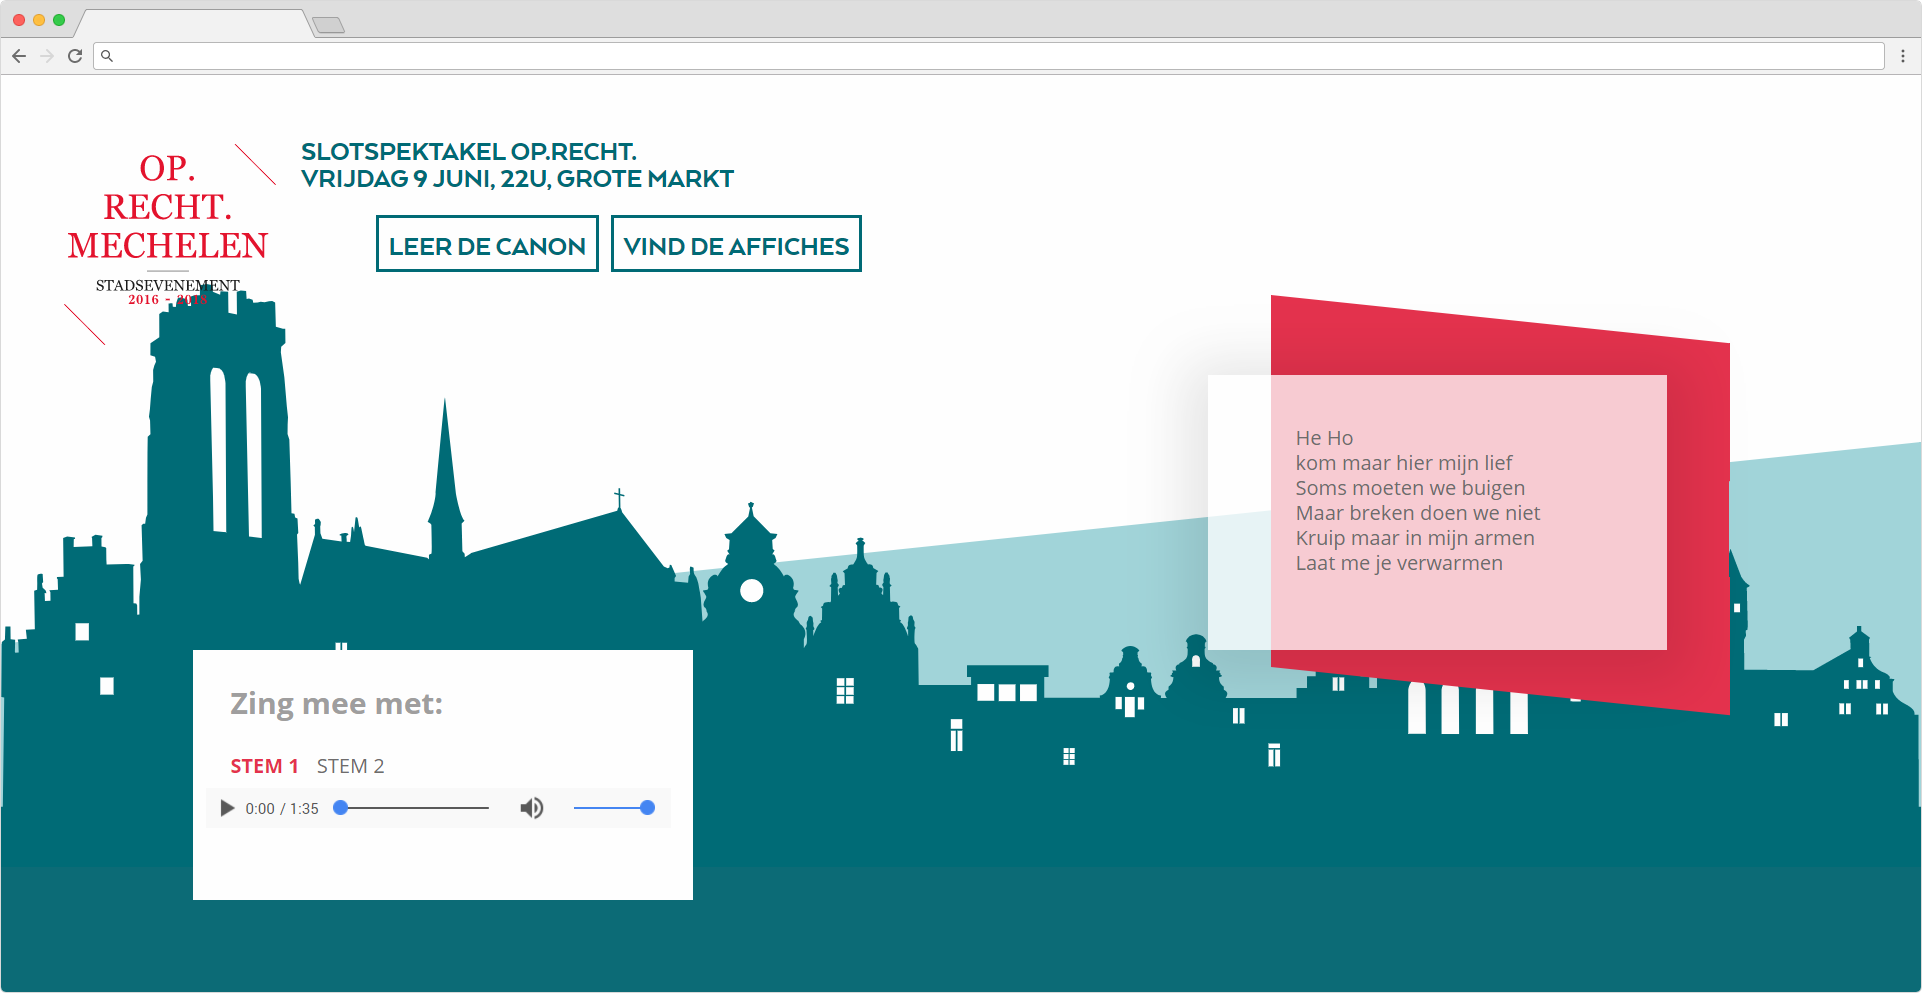 OP.
RECHT.
MECHELEN
STADSEVENEMENT
2016 - 2018
SLOTSPEKTAKEL OP.RECHT.
VRIJDAG 9 JUNI, 22U, GROTE MARKT
LEER DE CANON
VIND DE AFFICHES
He Ho
kom maar hier mijn lief
Soms moeten we buigen
Maar breken doen we niet
Kruip maar in mijn armen
Laat me je verwarmen
Zing mee met:
STEM 1 STEM 2
0:00 / 1:35